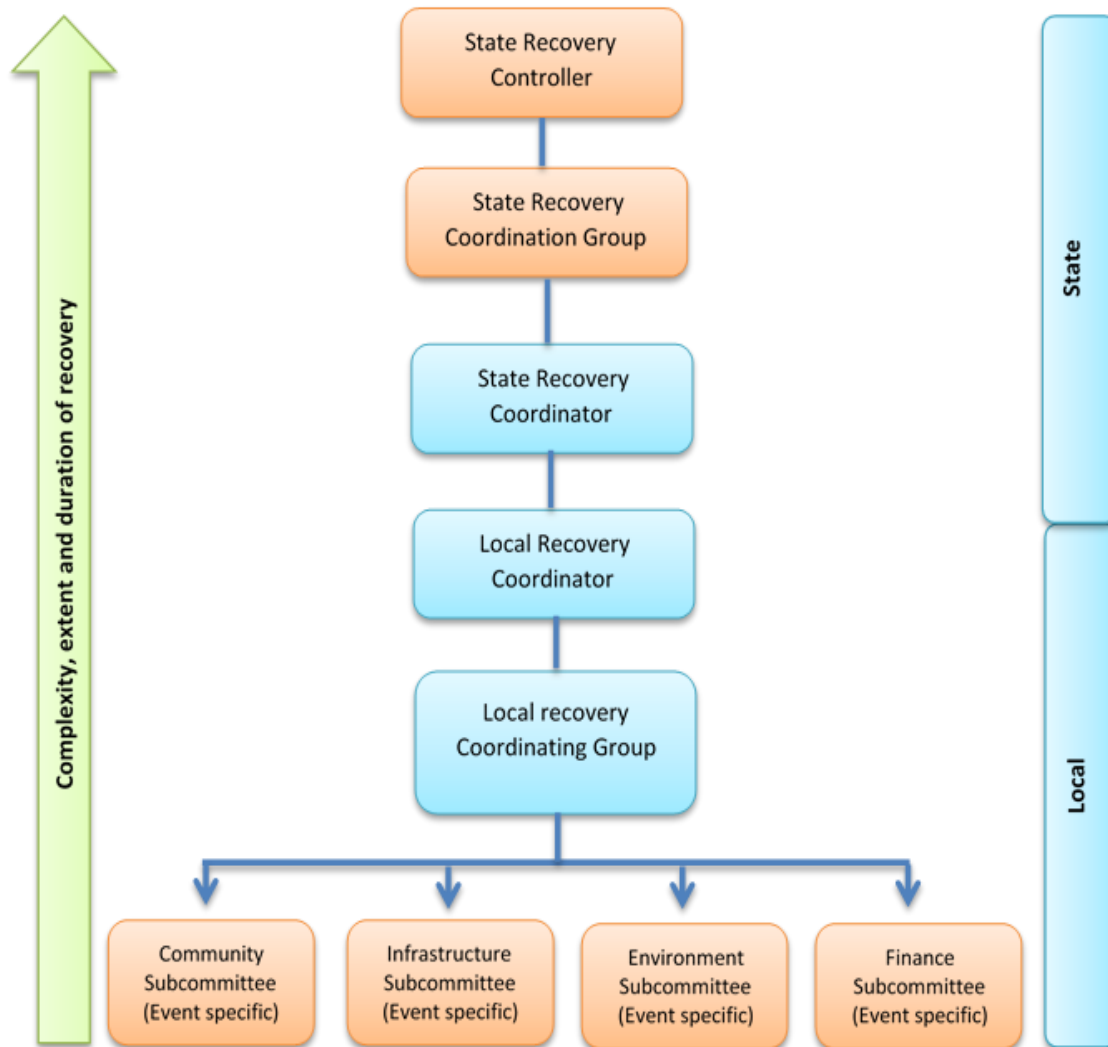 State Recovery
Controller
State Recovery
Coordination Group
State Recovery
Coordinator
Local Recovery
Coordinator
Local recovery
Coordinating Group
Community
Subcommittee
(Event specific)
Infrastructure
Subcommittee
(Event specific)
Environment
Subcommittee
(Event specific)
Finance
Subcommittee
(Event specific)
Complexity, extent and duration of recovery
State
Local